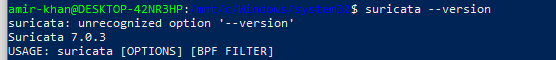 amir-khan@DESKTOP-42NR3HP:/mnt/c/Windows/System32$ suricata --version
suricata: unrecognized option '--version'
Suricata 7.0.3
USAGE: suricata [OPTIONS] [BPF FILTER]